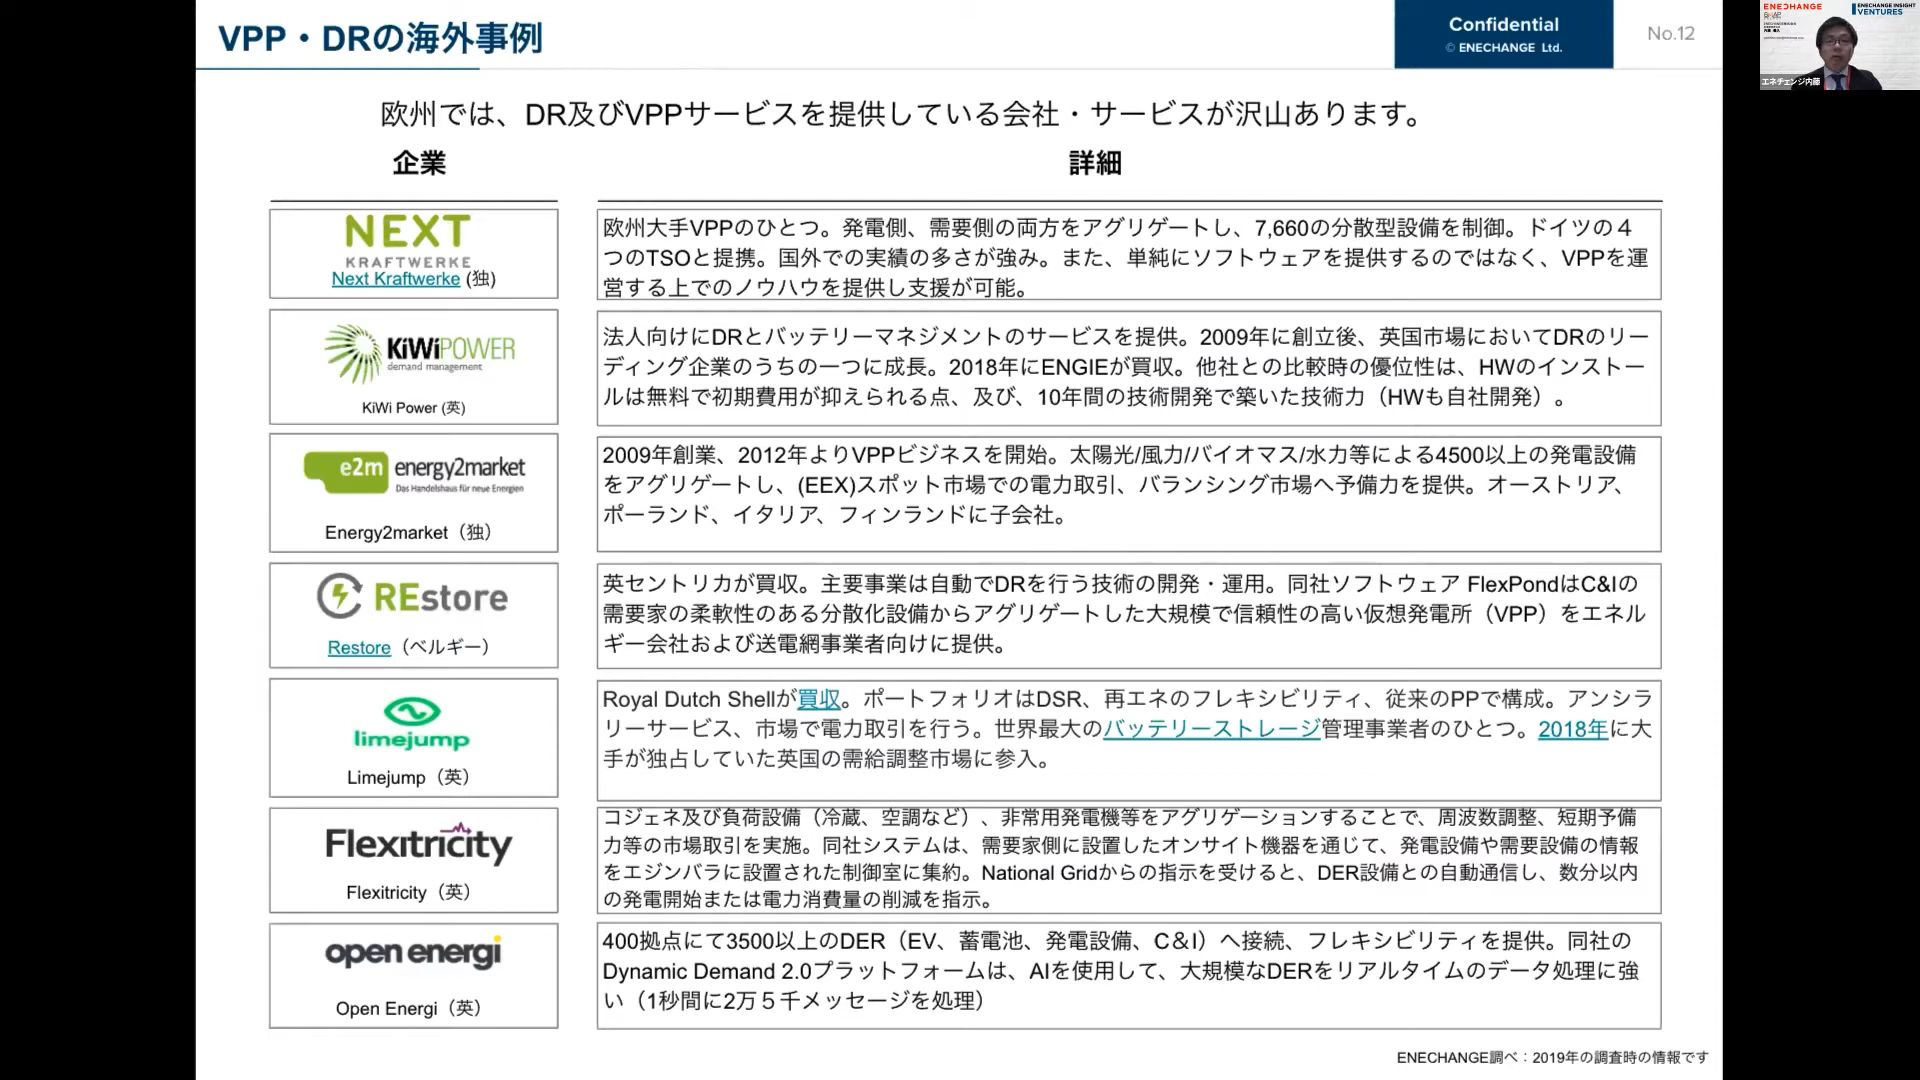 VPP・DRの海外事例
Confidential
© ENECHANGE Ltd.
No.12
ENECHANGE
ENECHANGE INSIGHT
VENTURES
エネチェンジ内藤
欧州では、DR及びVPPサービスを提供している会社・サービスが沢山あります。
企業
詳細
NEXT
KRAFTWERKE
Next Kraftwerke (独)
欧州大手VPPのひとつ。発電側、需要側の両方をアグリゲートし、7,660の分散型設備を制御。ドイツの４
つのTSOと提携。国外での実績の多さが強み。また、単純にソフトウェアを提供するのではなく、VPPを運
営する上でのノウハウを提供し支援が可能。
KiWiPOWER
demand management
KiWi Power (英)
法人向けにDRとバッテリーマネジメントのサービスを提供。2009年に創立後、英国市場においてDRのリー
ディング企業のうちの一つに成長。2018年にENGIEが買収。他社との比較時の優位性は、HWのインストー
ルは無料で初期費用が抑えられる点、及び、10年間の技術開発で築いた技術力（HWも自社開発）。
e2m energy2market
Das Handelshaus für neue Energien
Energy2market（独）
2009年創業、2012年よりVPPビジネスを開始。太陽光/風力/バイオマス/水力等による4500以上の発電設備
をアグリゲートし、(EEX)スポット市場での電力取引、バランシング市場へ予備力を提供。オーストリア、
ポーランド、イタリア、フィンランドに子会社。
REstore
Restore（ベルギー）
英セントリカが買収。主要事業は自動でDRを行う技術の開発・運用。同社ソフトウェア FlexPondはC&Iの
需要家の柔軟性のある分散化設備からアグリゲートした大規模で信頼性の高い仮想発電所（VPP）をエネル
ギー会社および送電網事業者向けに提供。
limejump
Limejump（英）
Royal Dutch Shellが買収。ポートフォリオはDSR、再エネのフレキシビリティ、従来のPPで構成。アンシラ
リーサービス、市場で電力取引を行う。世界最大のバッテリーストレージ管理事業者のひとつ。2018年に大
手が独占していた英国の需給調整市場に参入。
Flexitricity
Flexitricity（英）
コジェネ及び負荷設備（冷蔵、空調など）、非常用発電機等をアグリゲーションすることで、周波数調整、短期予備
力等の市場取引を実施。同社システムは、需要家側に設置したオンサイト機器を通じて、発電設備や需要設備の情報
をエジンバラに設置された制御室に集約。National Gridからの指示を受けると、DER設備との自動通信し、数分以内
の発電開始または電力消費量の削減を指示。
open energi
Open Energi（英）
400拠点にて3500以上のDER（EV、蓄電池、発電設備、C＆I）へ接続、フレキシビリティを提供。同社の
Dynamic Demand 2.0プラットフォームは、AIを使用して、大規模なDERをリアルタイムのデータ処理に強
い（1秒間に2万５千メッセージを処理）
ENECHANGE調べ：2019年の調査時の情報です